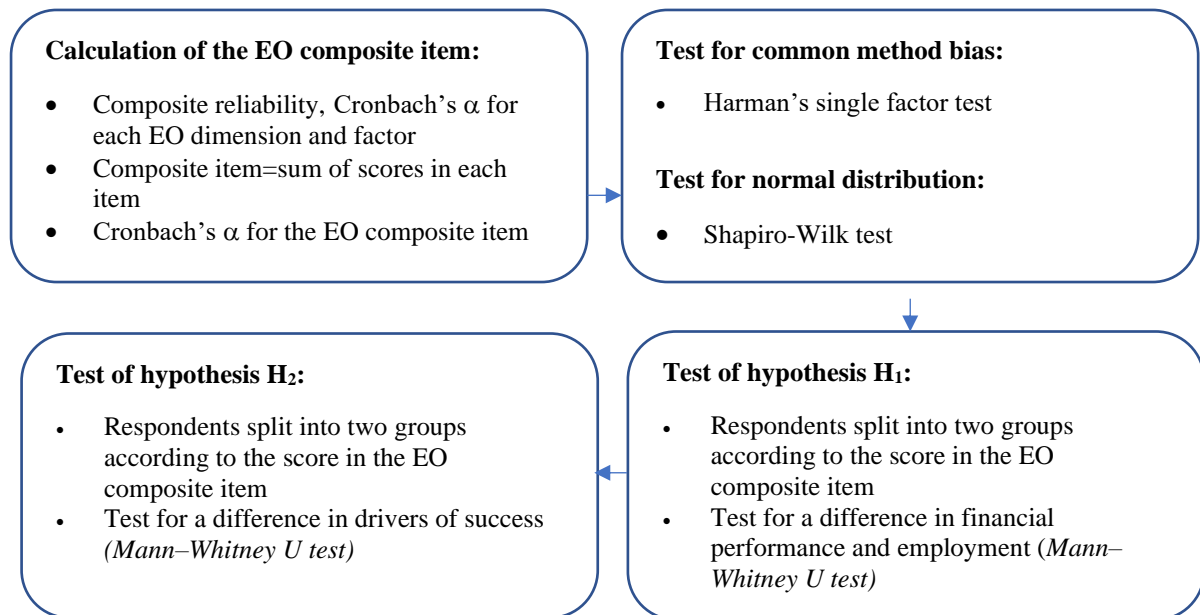 Calculation of the EO composite item:
• Composite reliability, Cronbach’s α for
each EO dimension and factor
• Composite item=sum of scores in each
item
• Cronbach’s α for the EO composite item
Test for common method bias:
• Harman’s single factor test
Test for normal distribution:
• Shapiro-Wilk test
Test of hypothesis H₁:
• Respondents split into two groups
according to the score in the EO
composite item
• Test for a difference in financial
performance and employment (Mann–
Whitney U test)
Test of hypothesis H₂:
• Respondents split into two groups
according to the score in the EO
composite item
• Test for a difference in drivers of success
(Mann–Whitney U test)